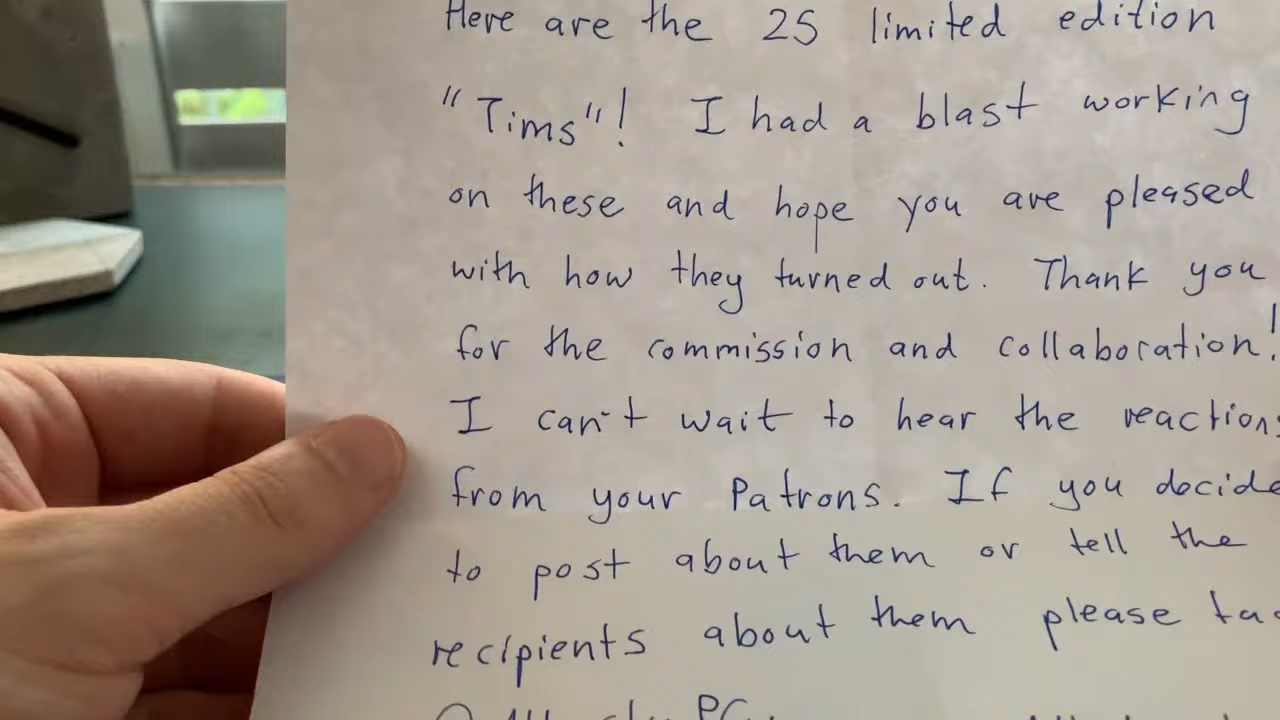 Here are the 25 limited edition
"Tims"! I had a blast working
on these and hope you are pleased
with how they turned out. Thank you
for the commission and collaboration!
I can't wait to hear the reactions
from your Patrons. If you decide
to post about them or tell the
recipients about them please